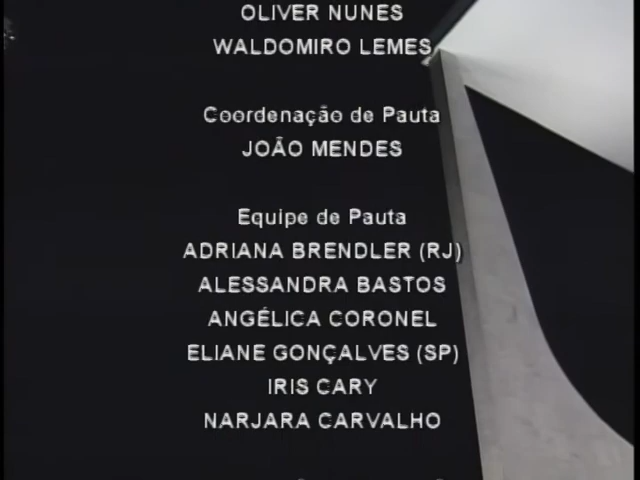 OLIVER NUNES
WALDOMIRO LEMES
Coordenação de Pauta
JOÃO MENDES
Equipe de Pauta
ADRIANA BRENDLER (RJ)
ALESSANDRA BASTOS
ANGÉLICA CORONEL
ELIANE GONÇALVES (SP)
IRIS CARY
NARJARA CARVALHO